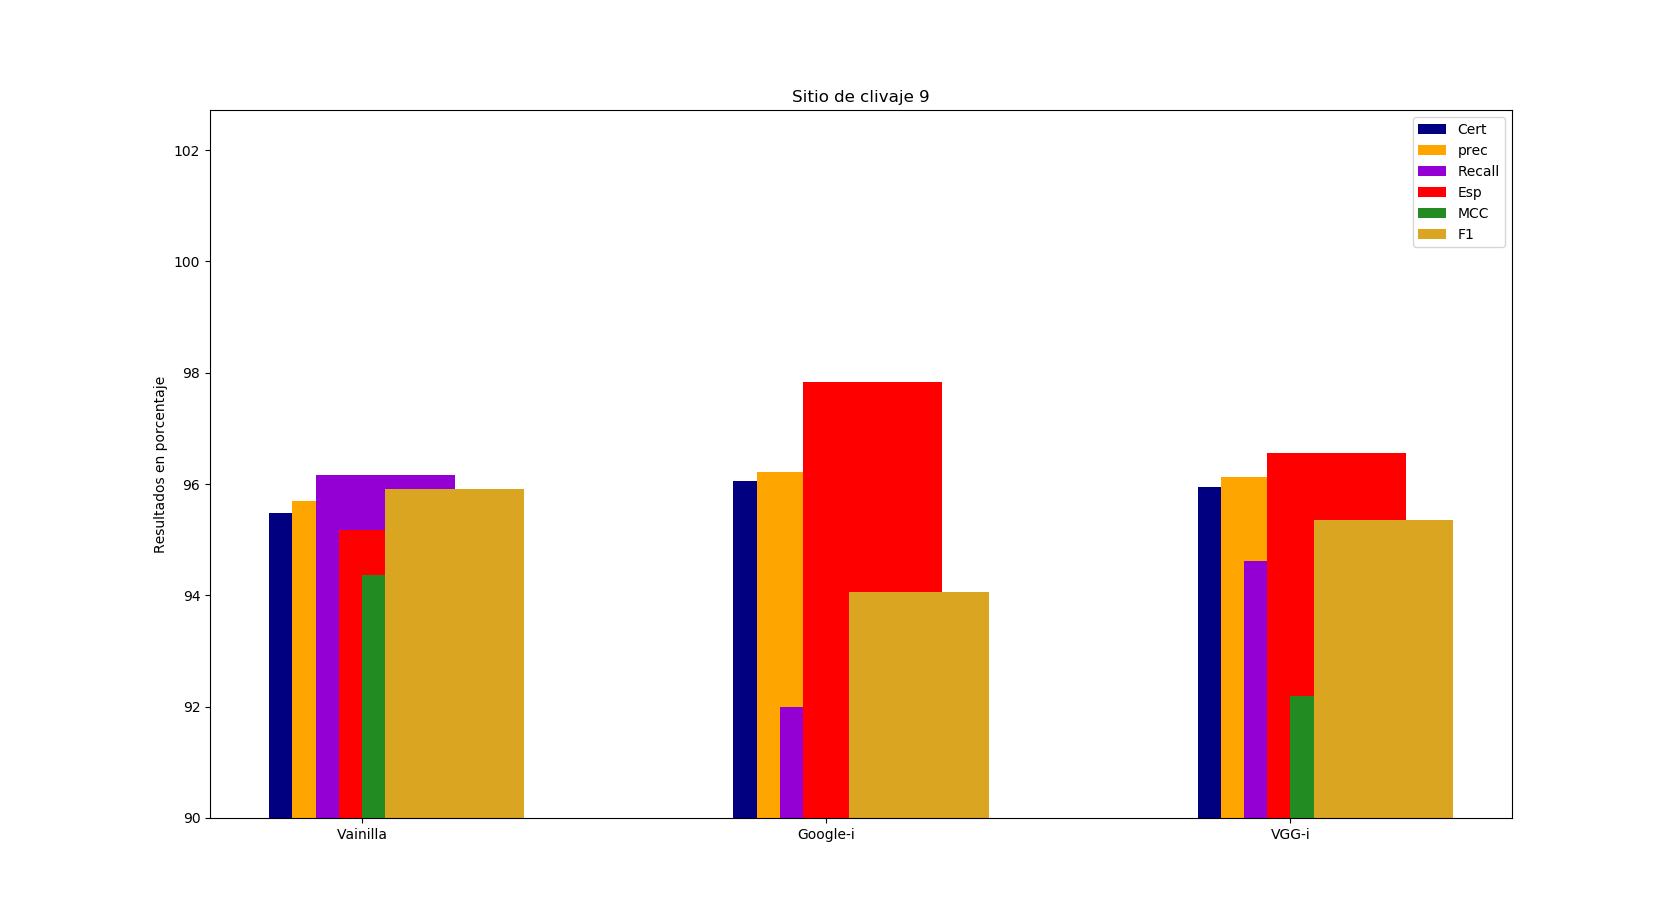 Sitio de clivaje 9
Resultados en porcentaje
102
100
98
96
94
92
90
Vainilla
Google-i
VGG-i
Cert
prec
Recall
Esp
MCC
F1